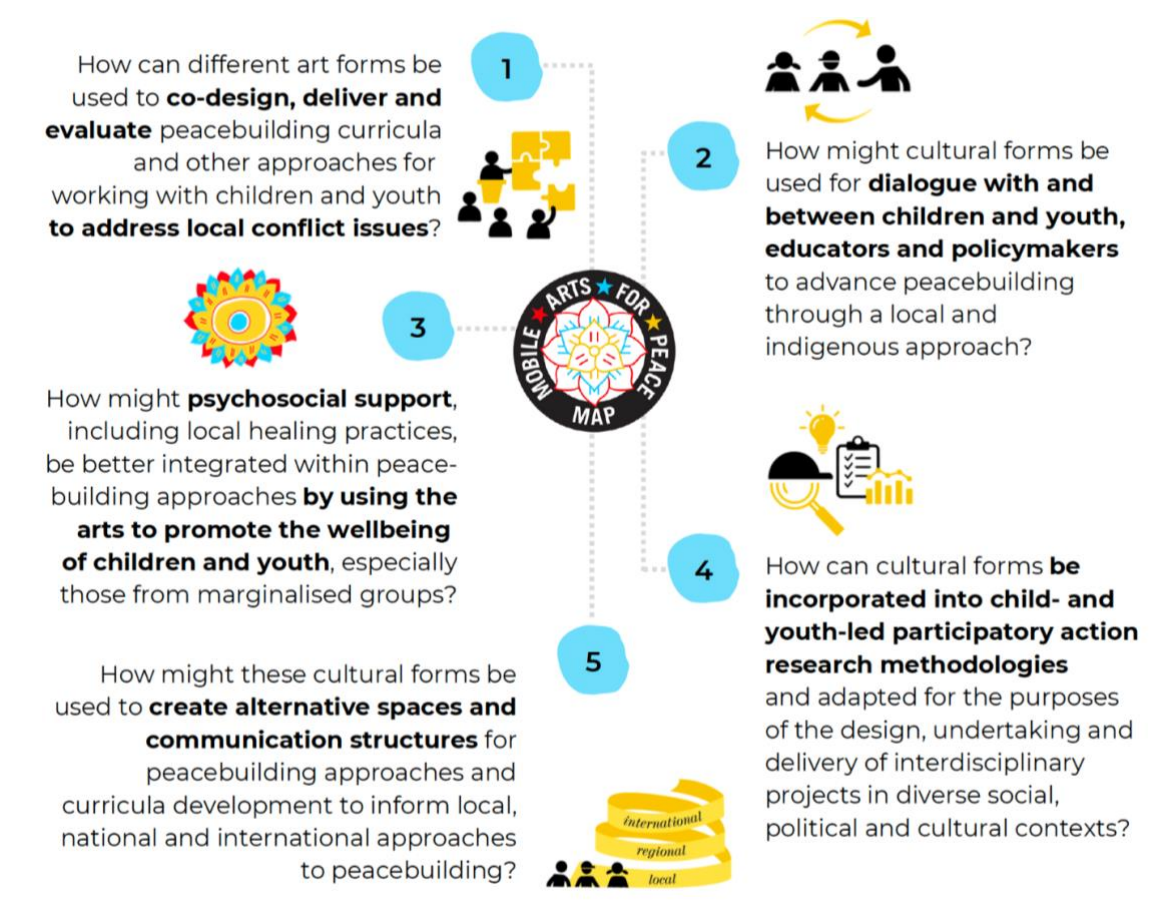 1
How can different art forms be
used to co-design, deliver and
evaluate peacebuilding curricula
and other approaches for
working with children and youth
to address local conflict issues?
2
How might cultural forms be
used for dialogue with and
between children and youth,
educators and policymakers
to advance peacebuilding
through a local and
indigenous approach?
MOBILE ARTS FOR PEACE
MAP
3
How might psychosocial support,
including local healing practices,
be better integrated within peace-
building approaches by using the
arts to promote the wellbeing
of children and youth, especially
those from marginalised groups?
4
How can cultural forms be
incorporated into child- and
youth-led participatory action
research methodologies
and adapted for the purposes
of the design, undertaking and
delivery of interdisciplinary
projects in diverse social,
political and cultural contexts?
5
How might these cultural forms be
used to create alternative spaces and
communication structures for
peacebuilding approaches and
curricula development to inform local,
national and international approaches
to peacebuilding?
international
regional
local